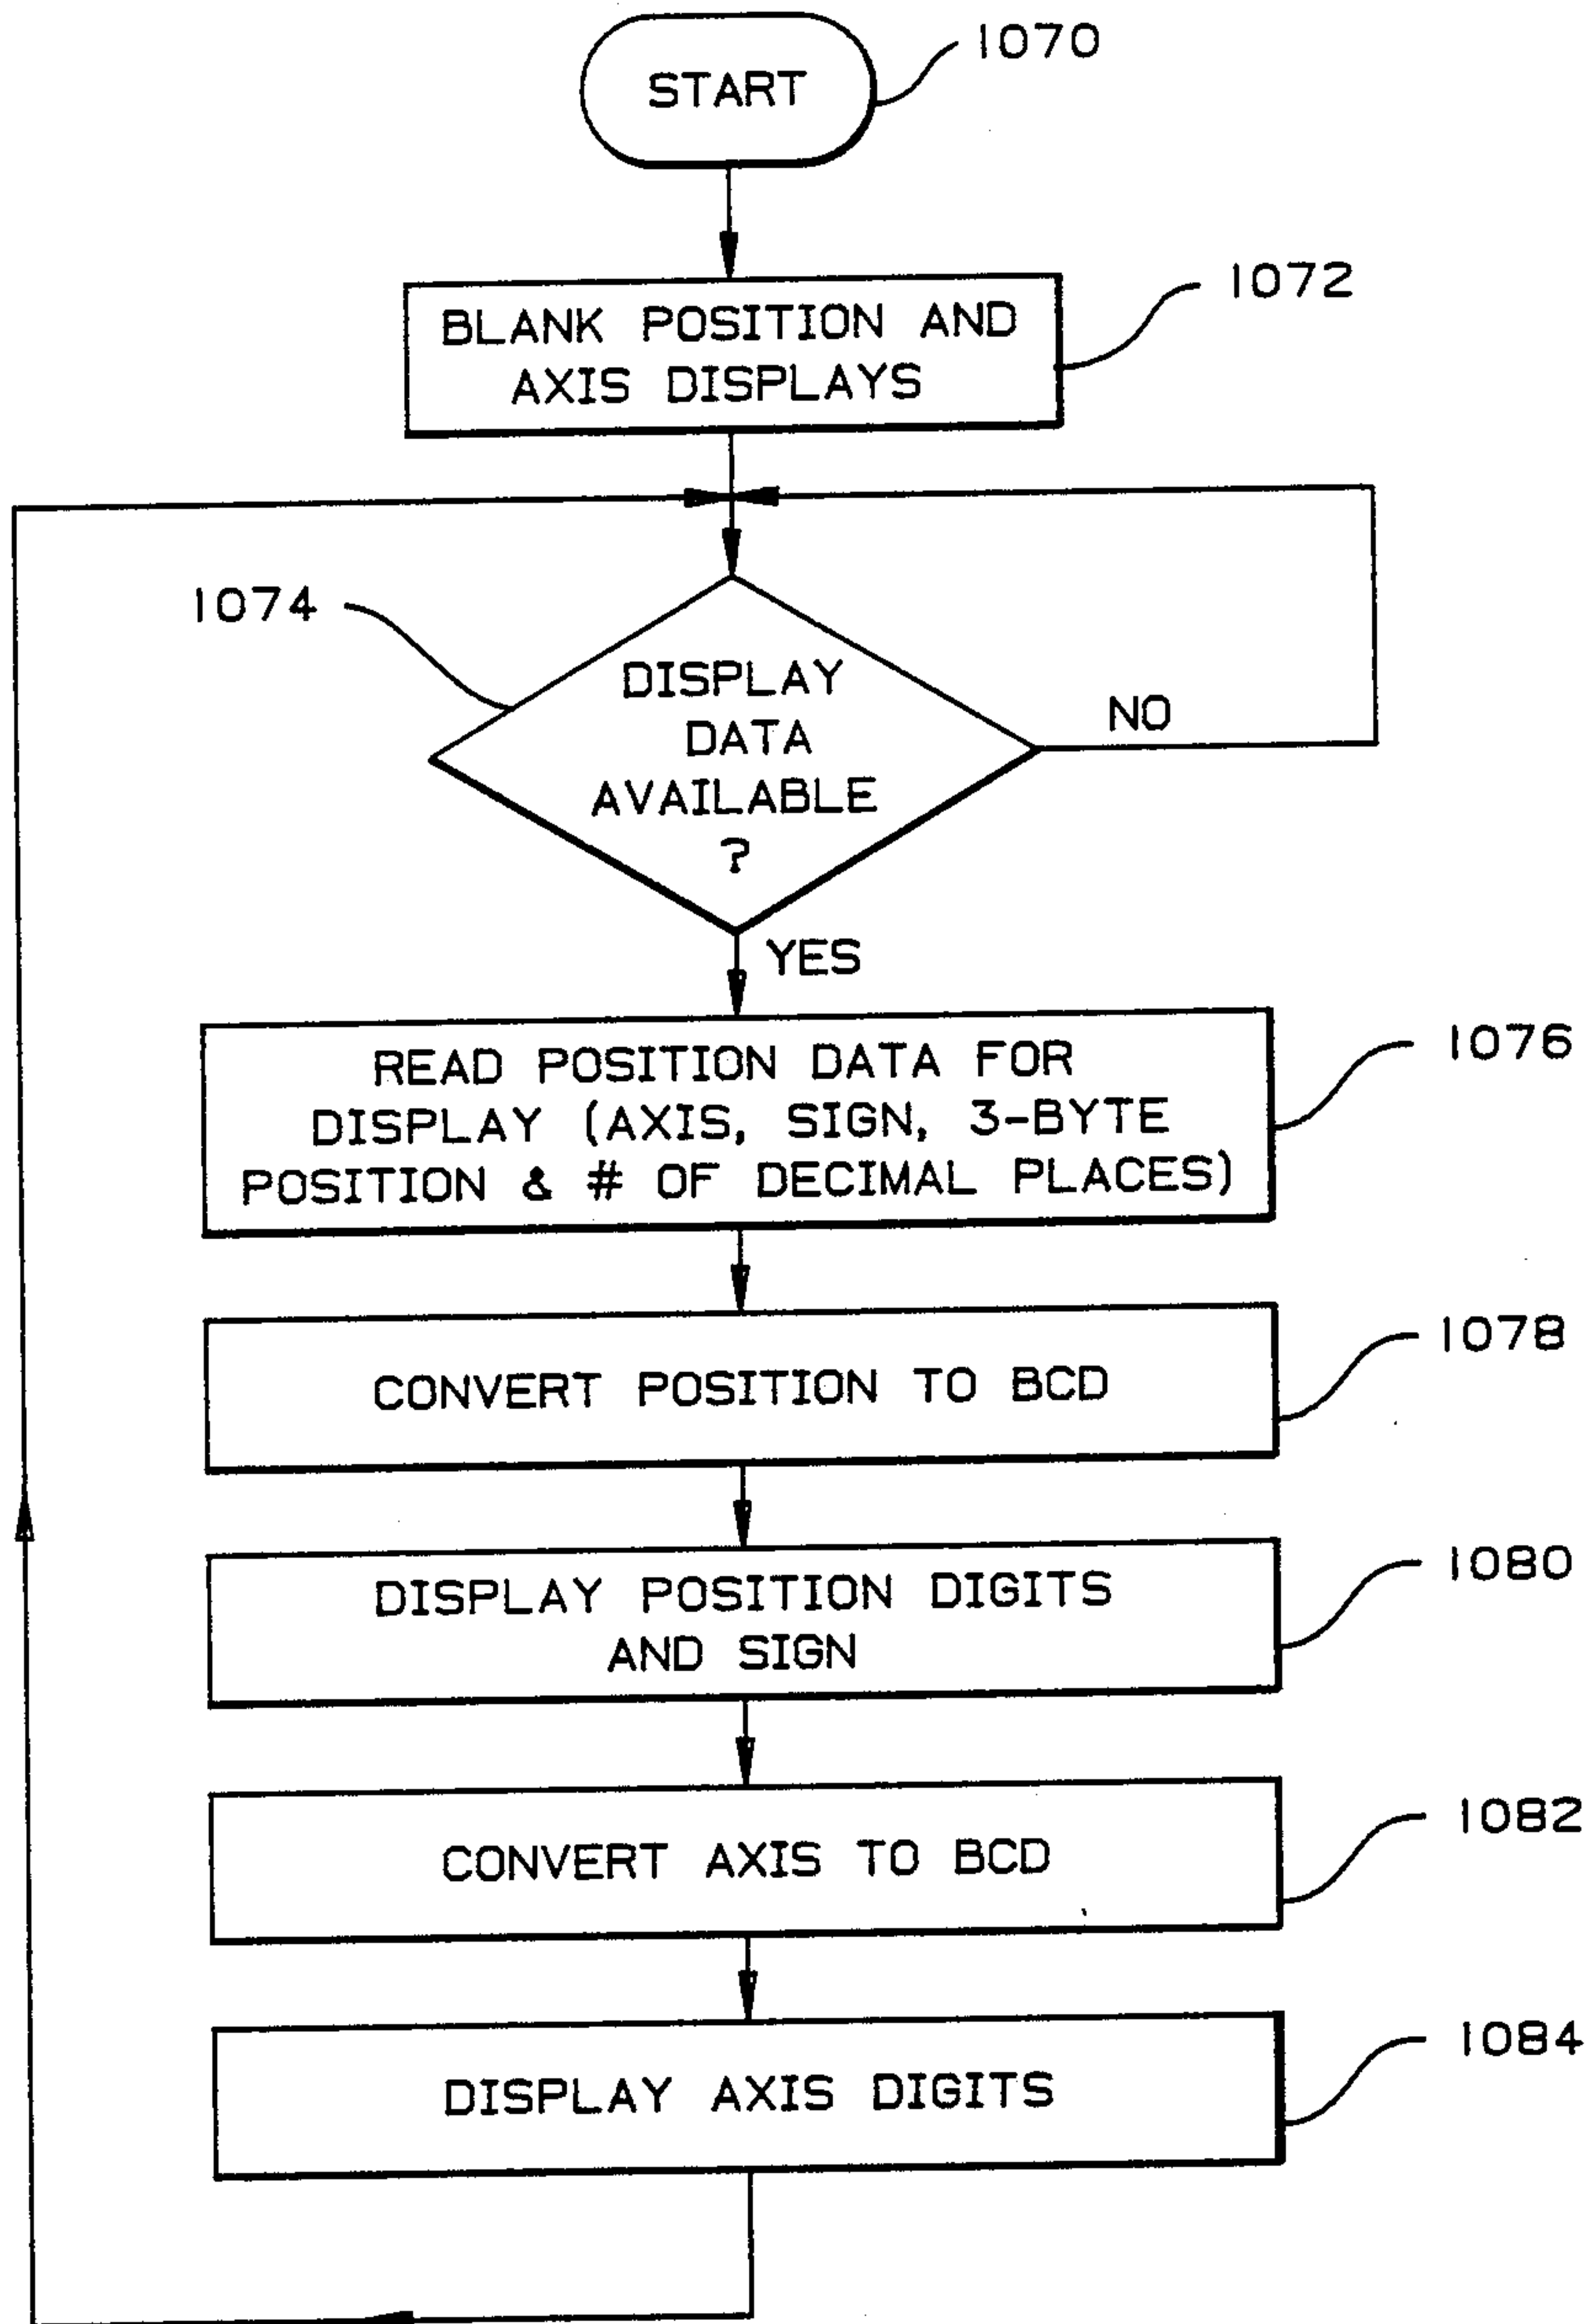 START
1070
BLANK POSITION AND
AXIS DISPLAYS
1072
1074
DISPLAY
DATA
AVAILABLE
?
NO
YES
READ POSITION DATA FOR
DISPLAY (AXIS, SIGN, 3-BYTE
POSITION & # OF DECIMAL PLACES)
1076
CONVERT POSITION TO BCD
1078
DISPLAY POSITION DIGITS
AND SIGN
1080
CONVERT AXIS TO BCD
1082
DISPLAY AXIS DIGITS
1084